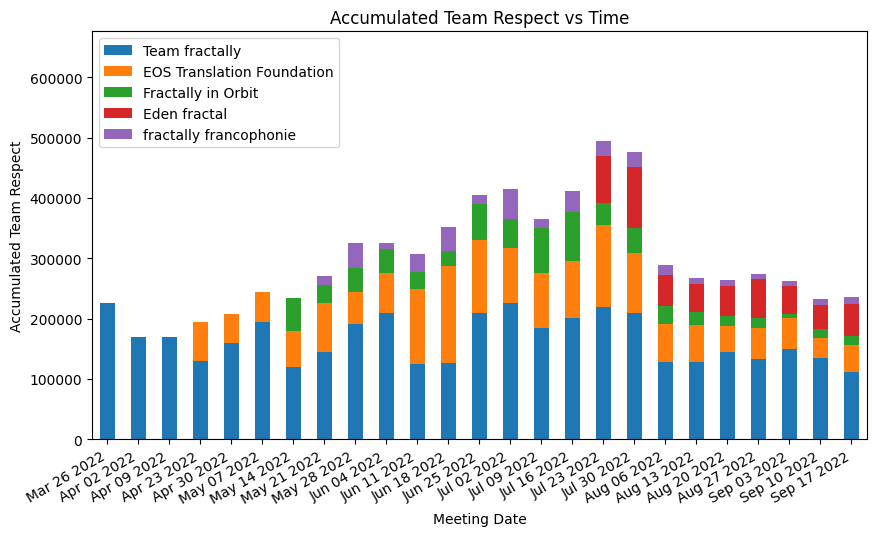 Accumulated Team Respect vs Time
Team fractally
EOS Translation Foundation
Fractally in Orbit
Eden fractal
fractally francophonie
Accumulated Team Respect
600000
500000
400000
300000
200000
100000
0
Mar 26 2022
Apr 02 2022
Apr 09 2022
Apr 23 2022
Apr 30 2022
May 07 2022
May 14 2022
May 21 2022
May 28 2022
Jun 04 2022
Jun 11 2022
Jun 18 2022
Jun 25 2022
Jul 02 2022
Jul 09 2022
Jul 16 2022
Jul 23 2022
Jul 30 2022
Aug 06 2022
Aug 13 2022
Aug 20 2022
Aug 27 2022
Sep 03 2022
Sep 10 2022
Sep 17 2022
Meeting Date